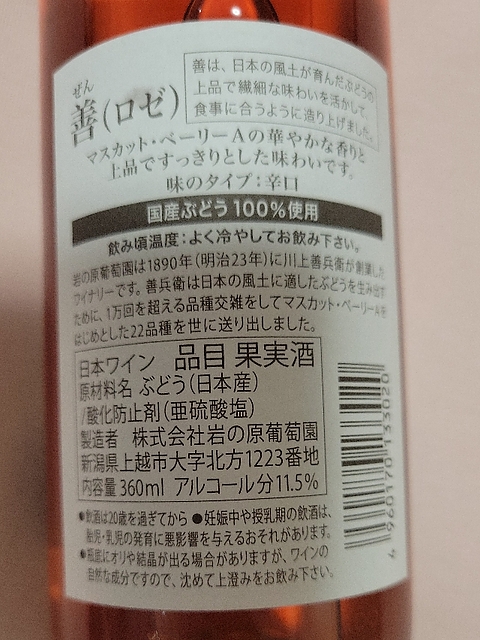 ぜん
善(ロゼ)
善は、日本の風土が育んだぶどうの
上品で繊細な味わいを活かして、
食事に合うように造り上げました。
マスカット・ベーリーAの華やかな香りと
上品ですっきりとした味わいです。
味のタイプ:辛口
国産ぶどう100%使用
飲み頃温度:よく冷やしてお飲み下さい。
岩の原葡萄園は1890年(明治23年)に川上善兵衛が創業した
ワイナリーです。善兵衛は日本の風土に適したぶどうを生み出す
ために、1万回を超える品種交雑をしてマスカット・ベーリーAを
はじめとした22品種を世に送り出しました。
日本ワイン 品目 果実酒
原材料名 ぶどう(日本産)
/酸化防止剤(亜硫酸塩)
製造者 株式会社岩の原葡萄園
新潟県上越市大字北方1223番地
内容量 360ml アルコール分11.5%
●飲酒は20歳を過ぎてから ●妊娠中や授乳期の飲酒は、
胎児・乳児の発育に悪影響を与えるおそれがあります。
●瓶底にオリや結晶が出る場合がありますが、ワインの
自然な成分ですので、沈めて上澄みをお飲み下さい。
4 960170 133020